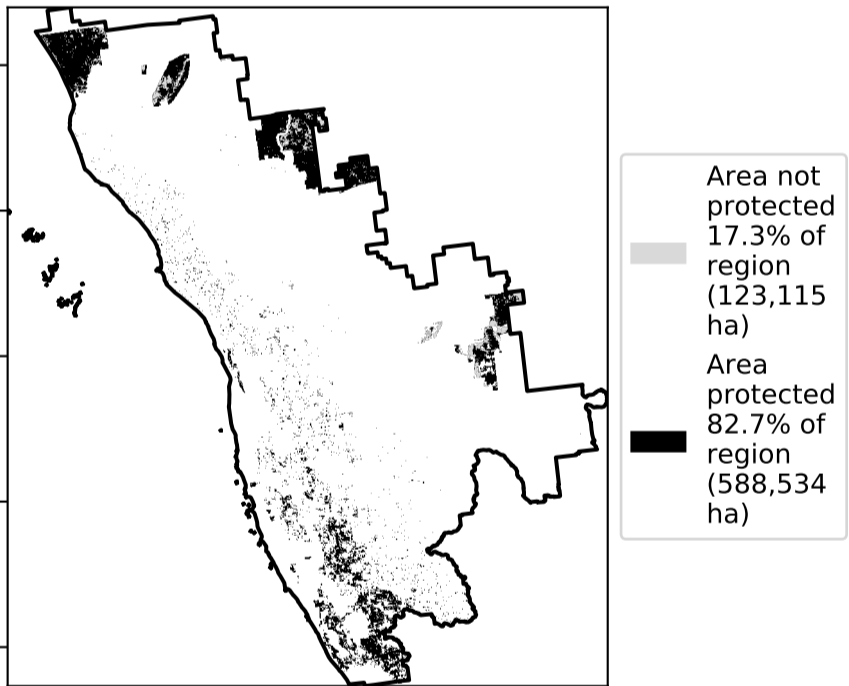 Area not
protected
17.3% of
region
(123,115
ha)
Area
protected
82.7% of
region
(588,534
ha)